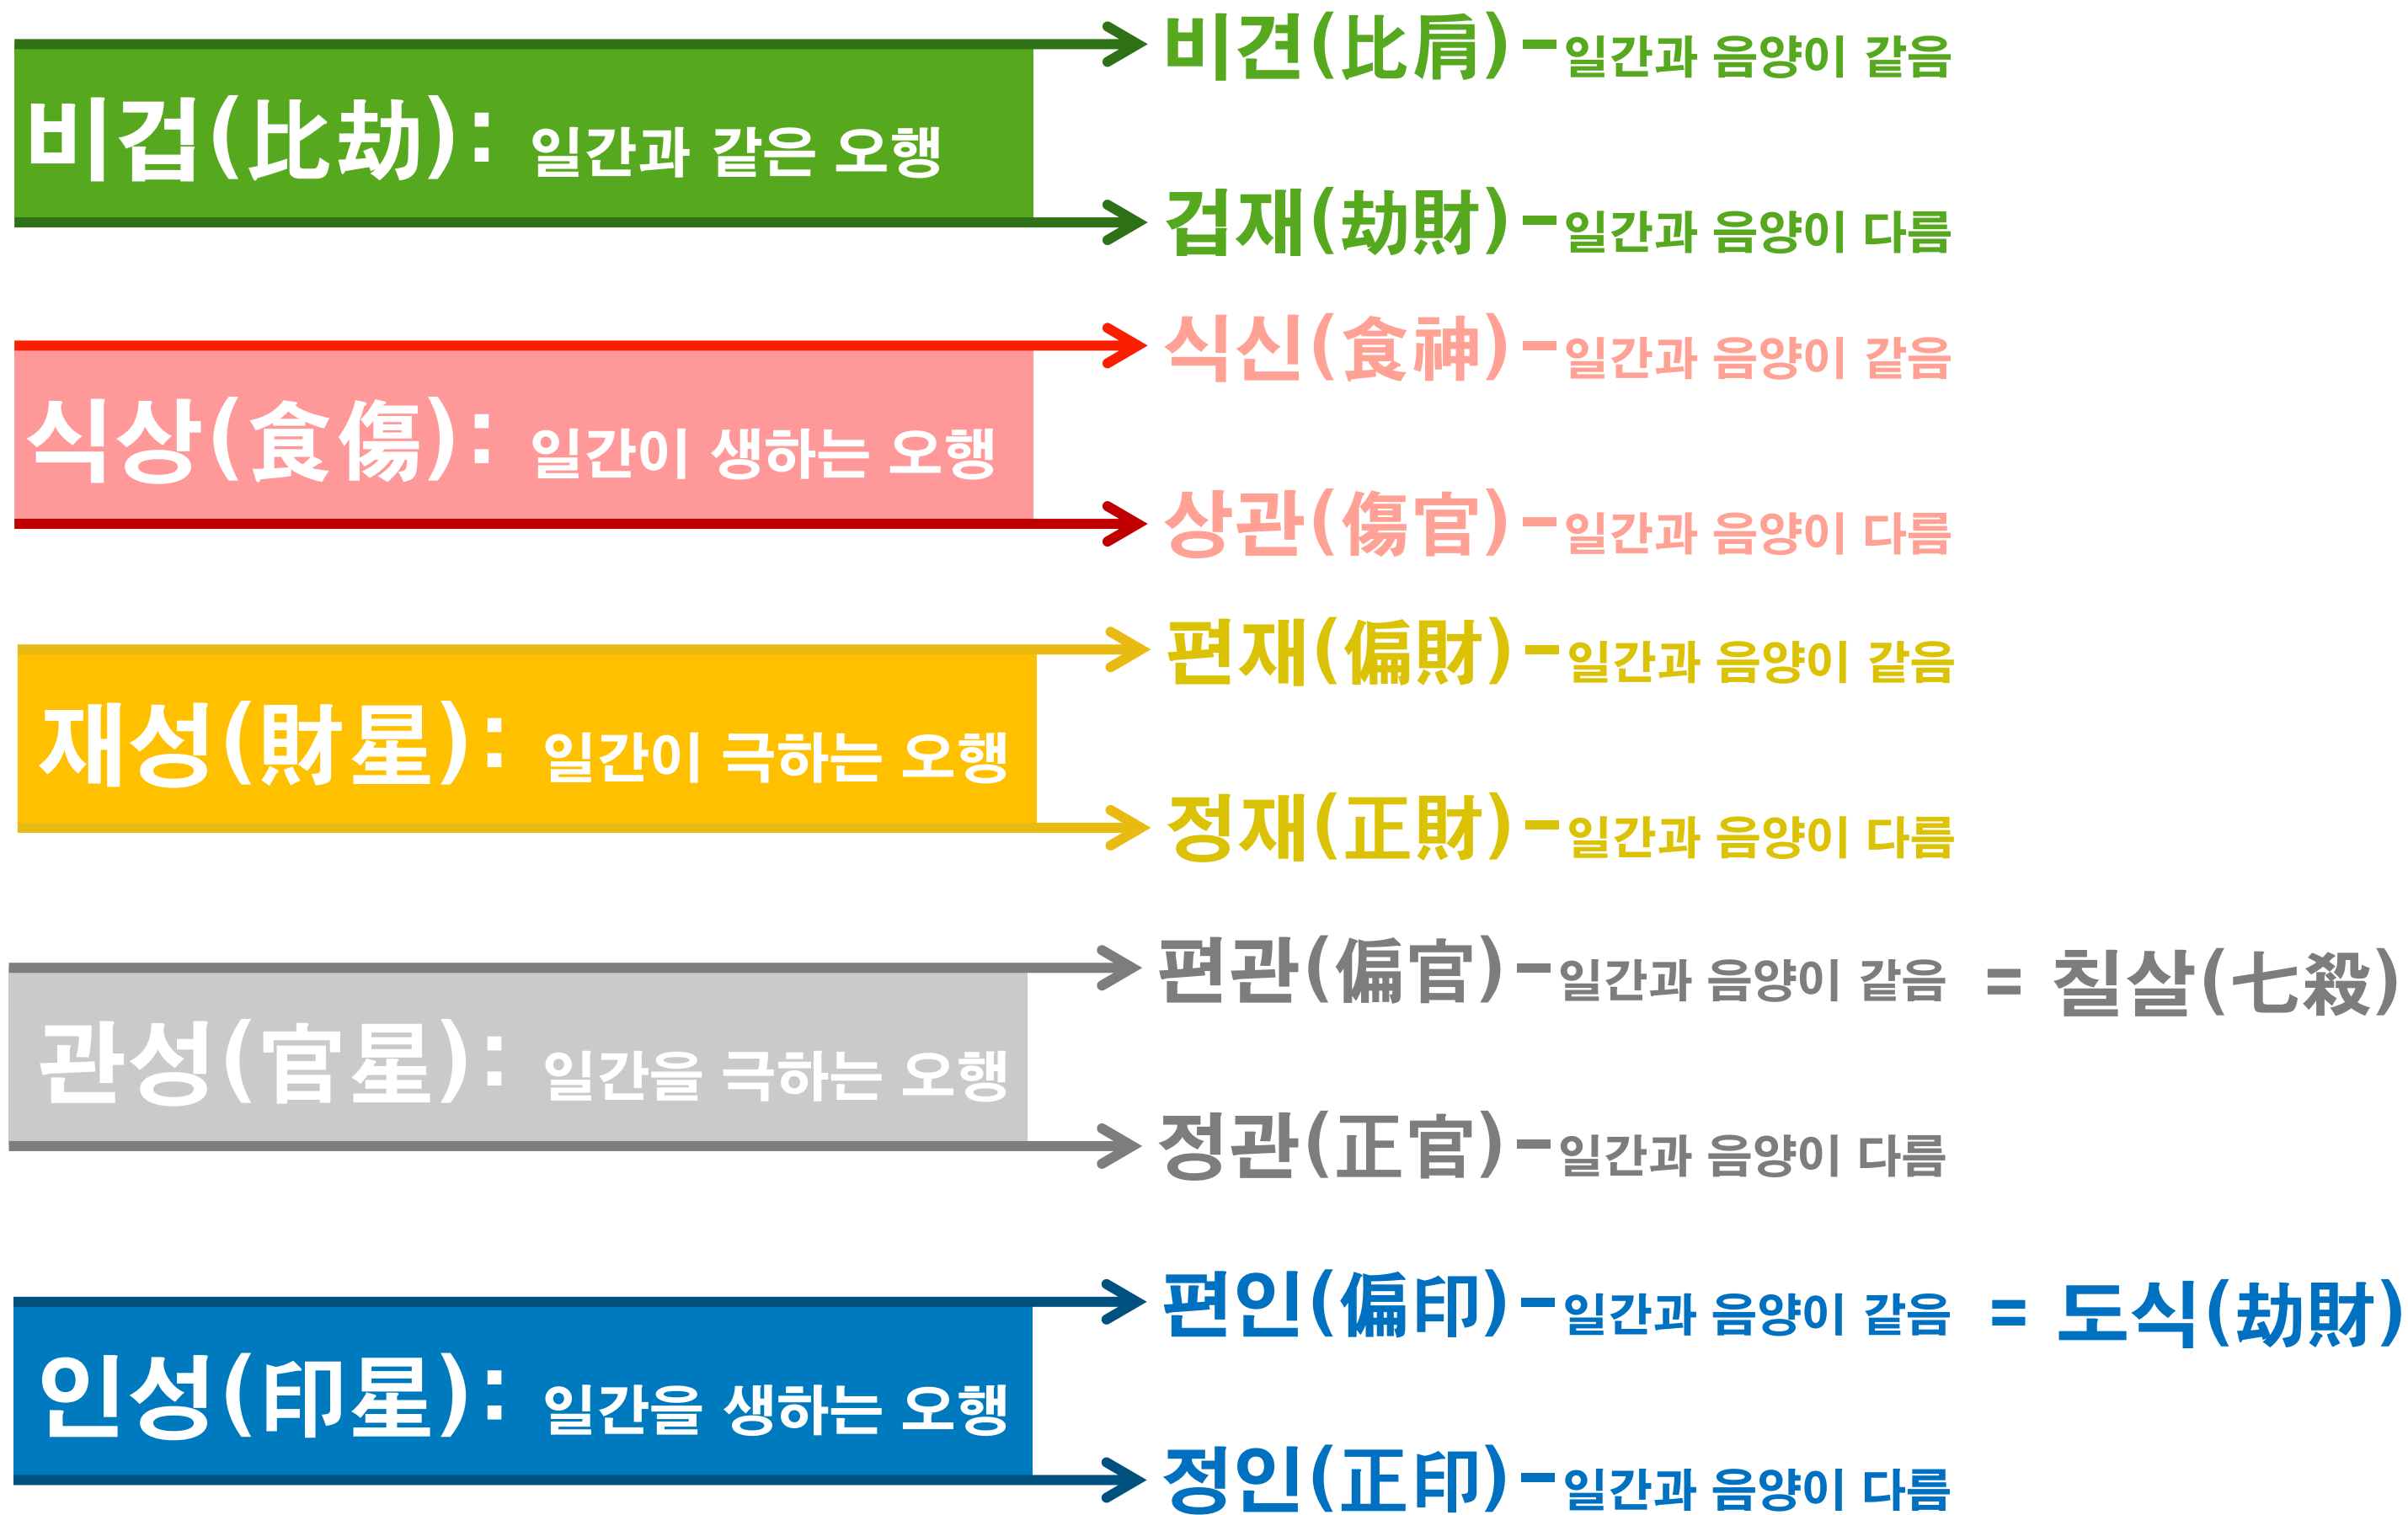 비겁(比劫) : 일간과 같은 오행
비견(比肩) -일간과 음양이 같음
겁재(劫財) -일간과 음양이 다름
식상(食傷) : 일간이 생하는 오행
식신(食神) -일간과 음양이 같음
상관(傷官) -일간과 음양이 다름
재성(財星) : 일간이 극하는 오행
편재(偏財) -일간과 음양이 같음
정재(正財) -일간과 음양이 다름
관성(官星) : 일간을 극하는 오행
편관(偏官) -일간과 음양이 같음 = 칠살(七殺)
정관(正官) -일간과 음양이 다름
인성(印星) : 일간을 생하는 오행
편인(偏印) -일간과 음양이 같음 = 도식(劫財)
정인(正印) -일간과 음양이 다름